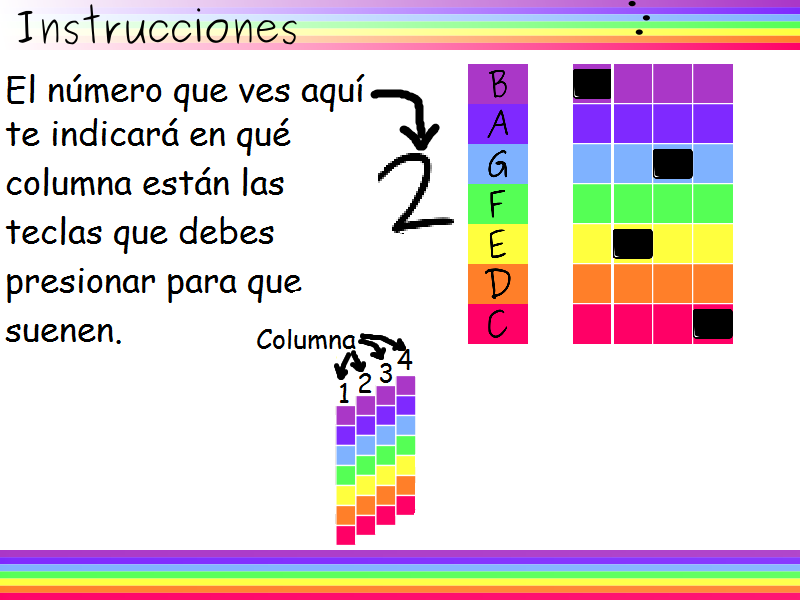 Instrucciones
El número que ves aquí
te indicará en qué
columna están las
teclas que debes
presionar para que
suenen.
2
B
A
G
F
E
D
C
Columna
1 2 3 4